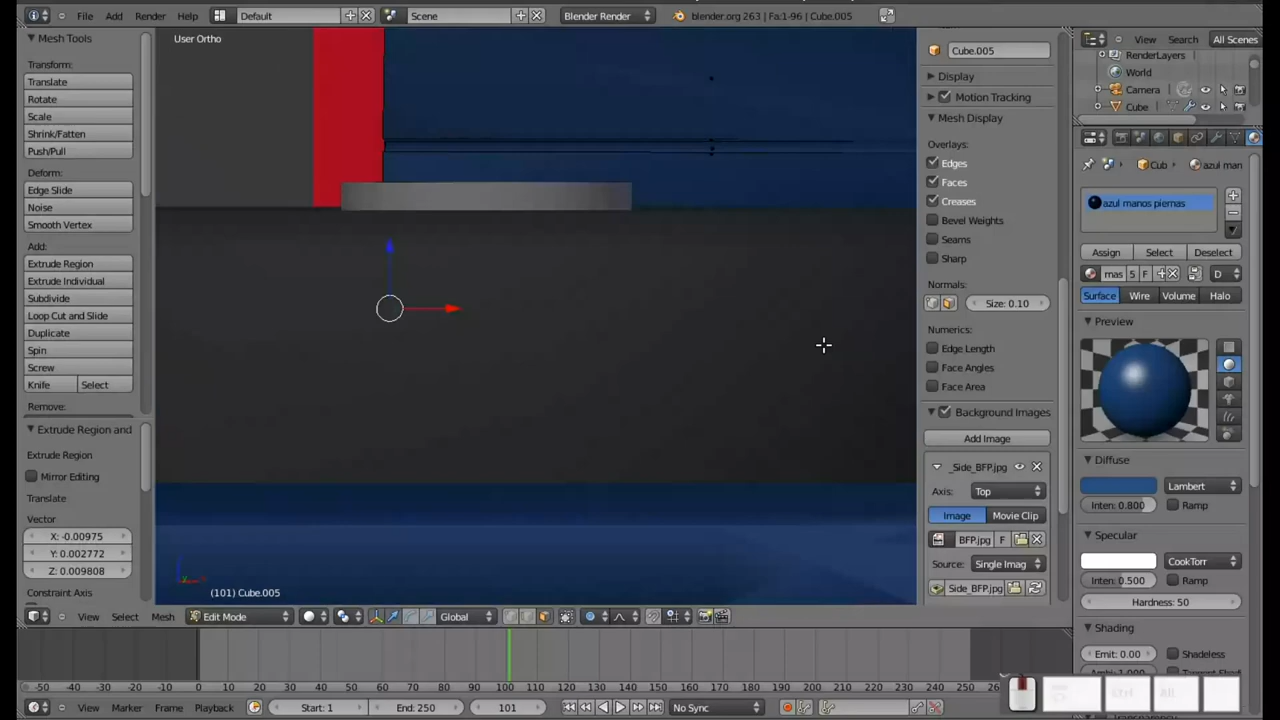 File Add Render Help Default Scene Blender Render blender.org 263 | Fa:1-96 | Cube.005
Mesh Tools
Transform:
Translate
Rotate
Scale
Shrink/Fatten
Push/Pull
Deform:
Edge Slide
Noise
Smooth Vertex
Add:
Extrude Region
Extrude Individual
Subdivide
Loop Cut and Slide
Duplicate
Spin
Screw
Knife Select
Remove:
Extrude Region and
Extrude Region
Mirror Editing
Translate
Vector
X: -0.00975
Y: 0.002772
Z: 0.009808
Constraint Axis
User Ortho
(101) Cube.005
View Select Mesh Edit Mode Global
Cube.005
Display
Motion Tracking
Mesh Display
Overlays:
Edges
Faces
Creases
Bevel Weights
Seams
Sharp
Normals:
Size: 0.10
Numerics:
Edge Length
Face Angles
Face Area
Background Images
Add Image
_Side_BFP.jpg
Axis: Top
Image Movie Clip
BFP.jpg F
Source: Single Imag
Side_BFP.jpg
View Search All Scenes
RenderLayers
World
Camera
Cube
Cub azul man
azul manos piernas
Assign Select Deselect
mas 5 F D
Surface Wire Volume Halo
Preview
Diffuse
Lambert
Inten: 0.800 Ramp
Specular
CookTorr
Inten: 0.500 Ramp
Hardness: 50
Shading
Emit: 0.00 Shadeless
-50 -40 -30 -20 -10 0 10 20 30 40 50 60 70 80 90 100 110 120 130 140 150 160 170 180 190 200 210 220 230 240 250
View Marker Frame Playback Start: 1 End: 250 101 No Sync
Ctrl Alt